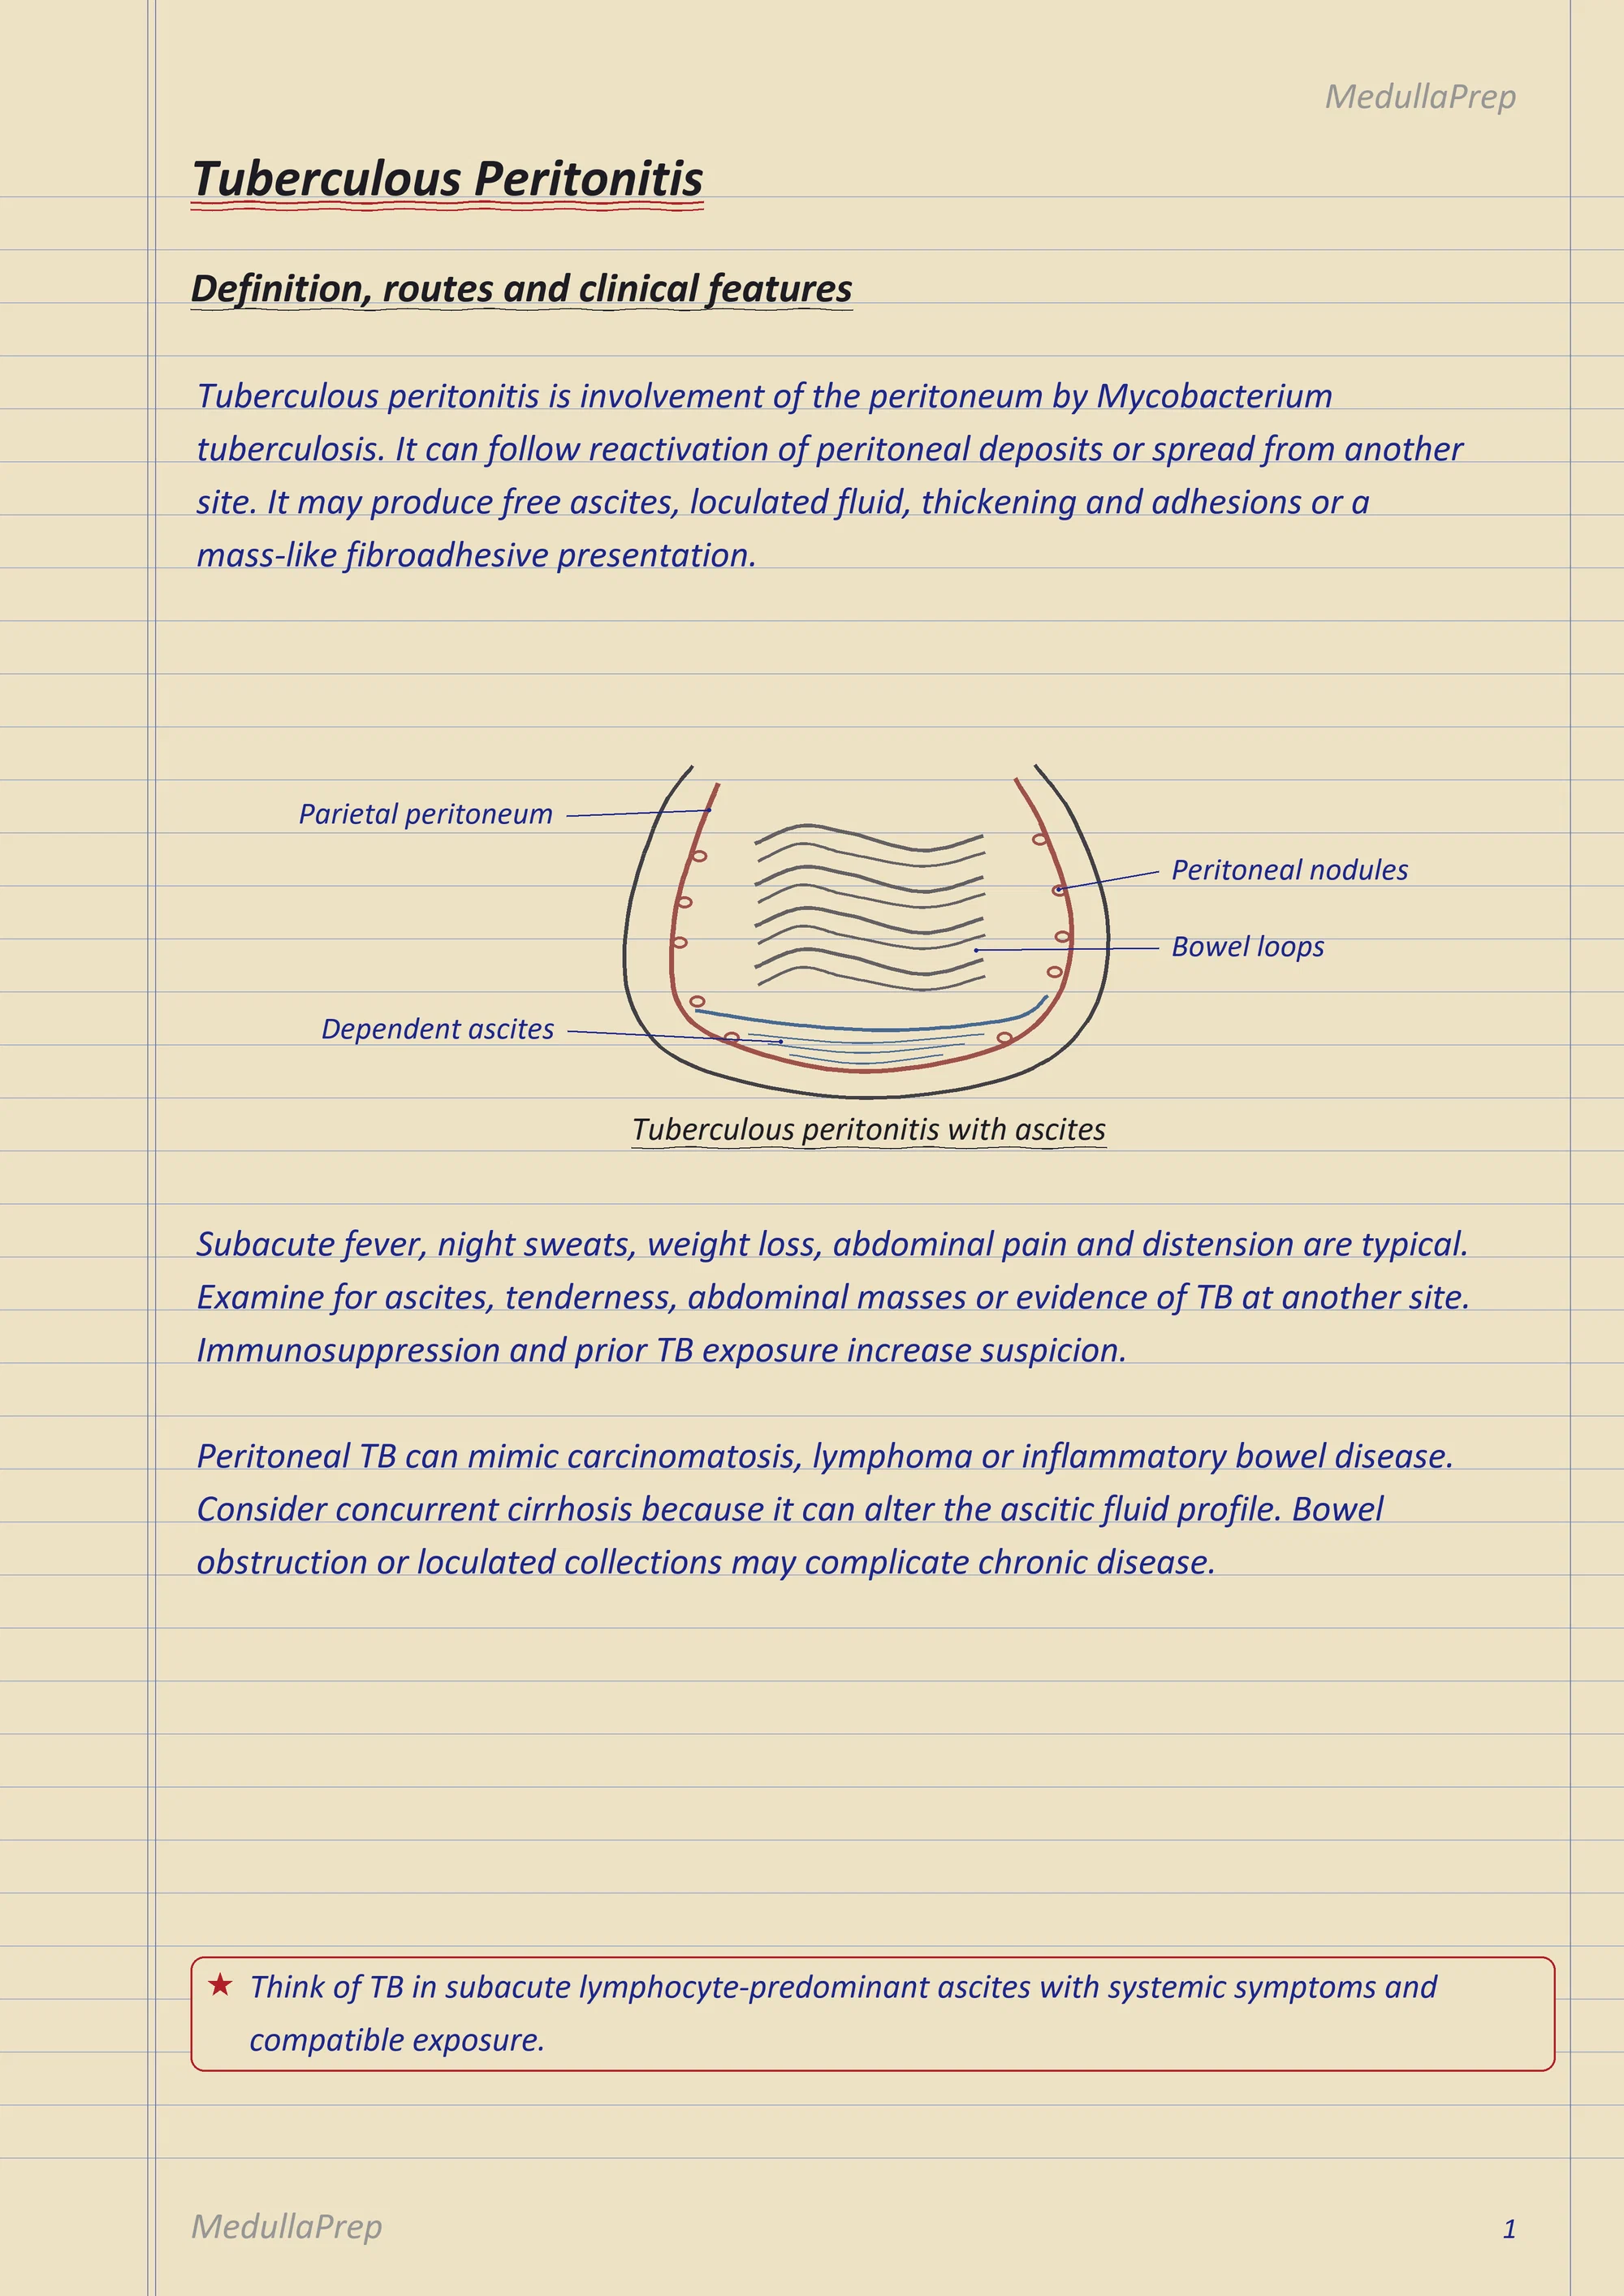 MedullaPrep
Tuberculous Peritonitis
Definition, routes and clinical features
Tuberculous peritonitis is involvement of the peritoneum by Mycobacterium
tuberculosis. It can follow reactivation of peritoneal deposits or spread from another
site. It may produce free ascites, loculated fluid, thickening and adhesions or a
mass-like fibroadhesive presentation.
Parietal peritoneum
Peritoneal nodules
Bowel loops
Dependent ascites
Tuberculous peritonitis with ascites
Subacute fever, night sweats, weight loss, abdominal pain and distension are typical.
Examine for ascites, tenderness, abdominal masses or evidence of TB at another site.
Immunosuppression and prior TB exposure increase suspicion.
Peritoneal TB can mimic carcinomatosis, lymphoma or inflammatory bowel disease.
Consider concurrent cirrhosis because it can alter the ascitic fluid profile. Bowel
obstruction or loculated collections may complicate chronic disease.
★ Think of TB in subacute lymphocyte-predominant ascites with systemic symptoms and
compatible exposure.
MedullaPrep
1